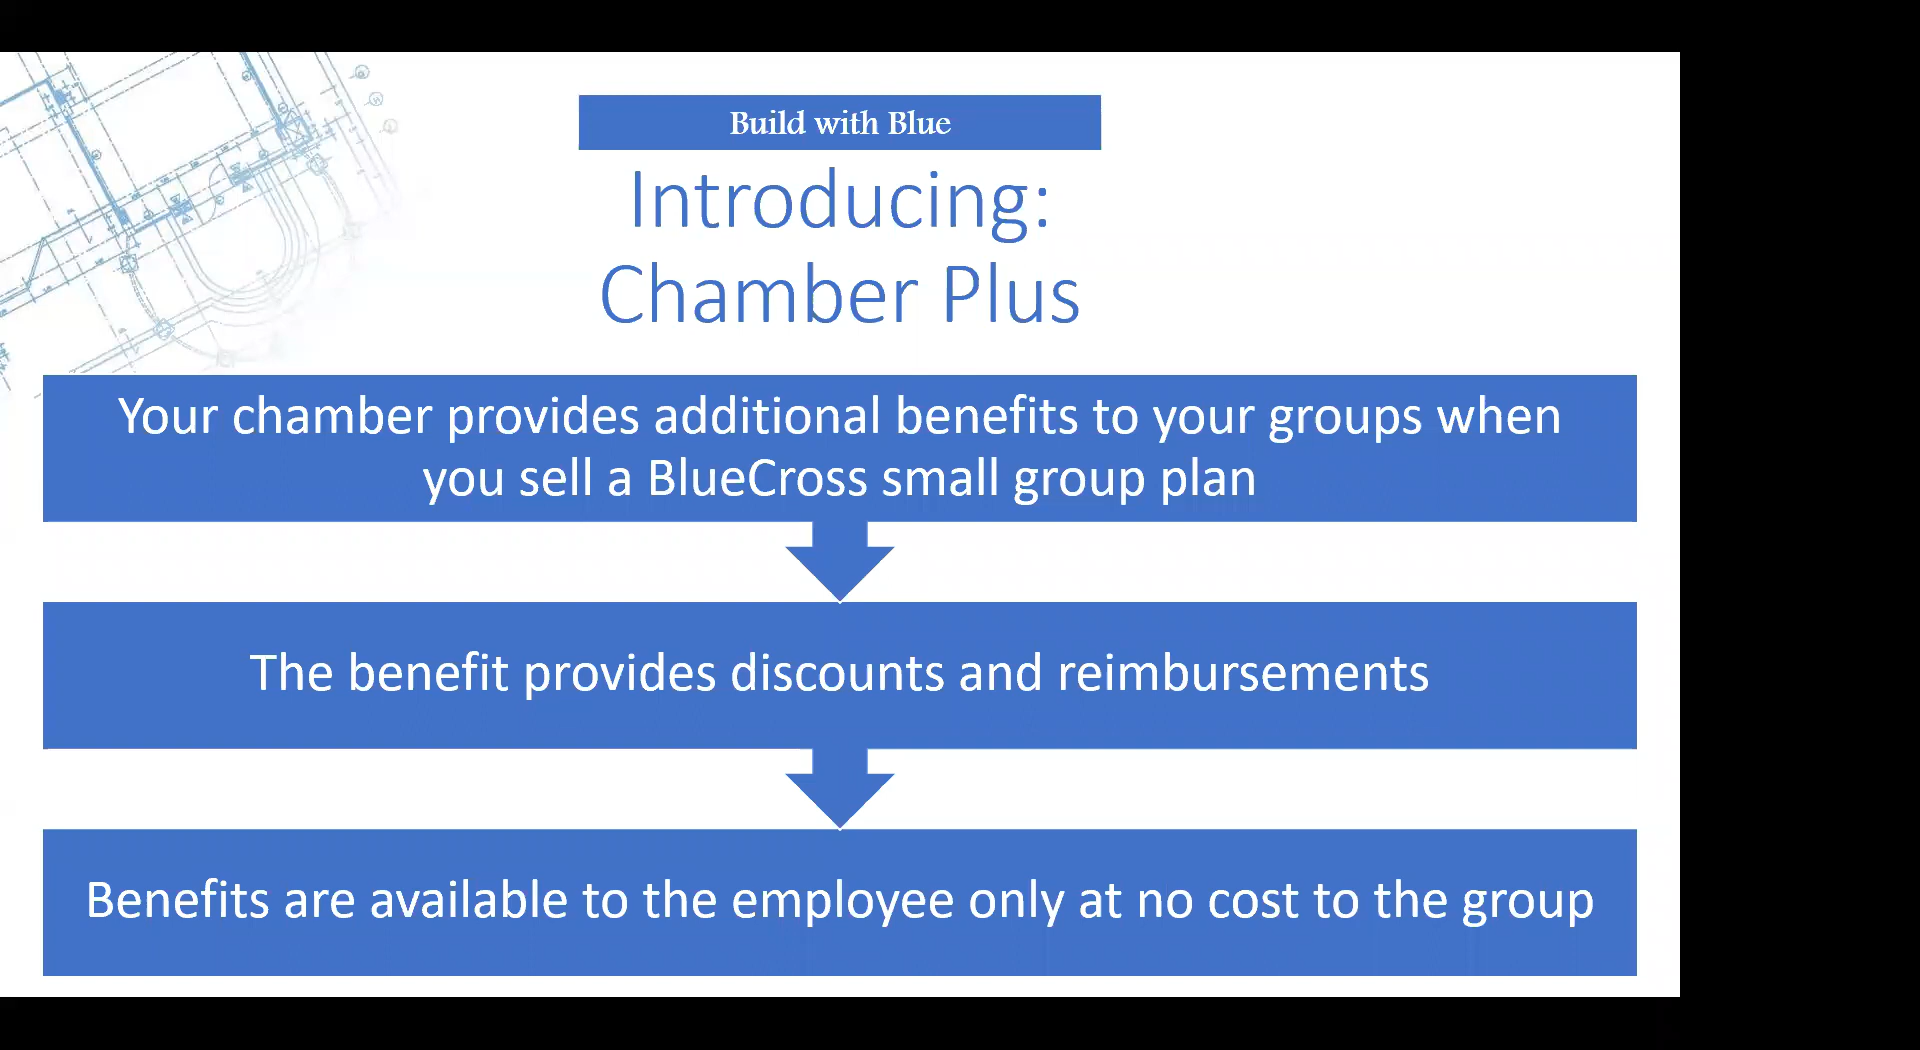 Build with Blue
Introducing:
Chamber Plus
Your chamber provides additional benefits to your groups when
you sell a BlueCross small group plan
The benefit provides discounts and reimbursements
Benefits are available to the employee only at no cost to the group